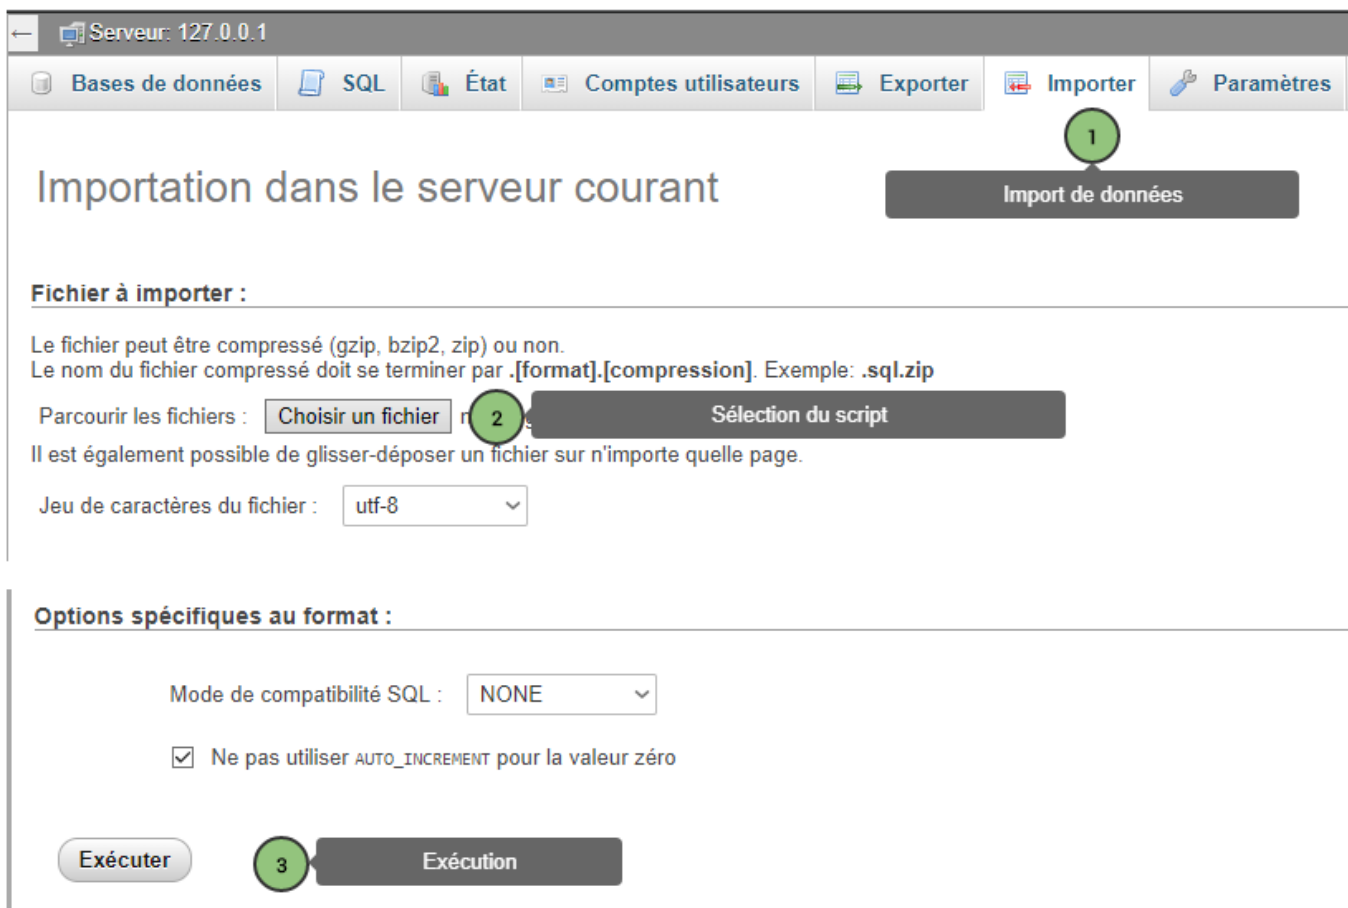 ← Serveur: 127.0.0.1
Bases de données SQL État Comptes utilisateurs Exporter Importer Paramètres
1
Importation dans le serveur courant
Import de données
Fichier à importer :
Le fichier peut être compressé (gzip, bzip2, zip) ou non.
Le nom du fichier compressé doit se terminer par .[format].[compression]. Exemple: .sql.zip
Parcourir les fichiers : Choisir un fichier 2 Sélection du script
Il est également possible de glisser-déposer un fichier sur n'importe quelle page.
Jeu de caractères du fichier : utf-8
Options spécifiques au format :
Mode de compatibilité SQL : NONE
Ne pas utiliser AUTO_INCREMENT pour la valeur zéro
Exécuter 3 Exécution